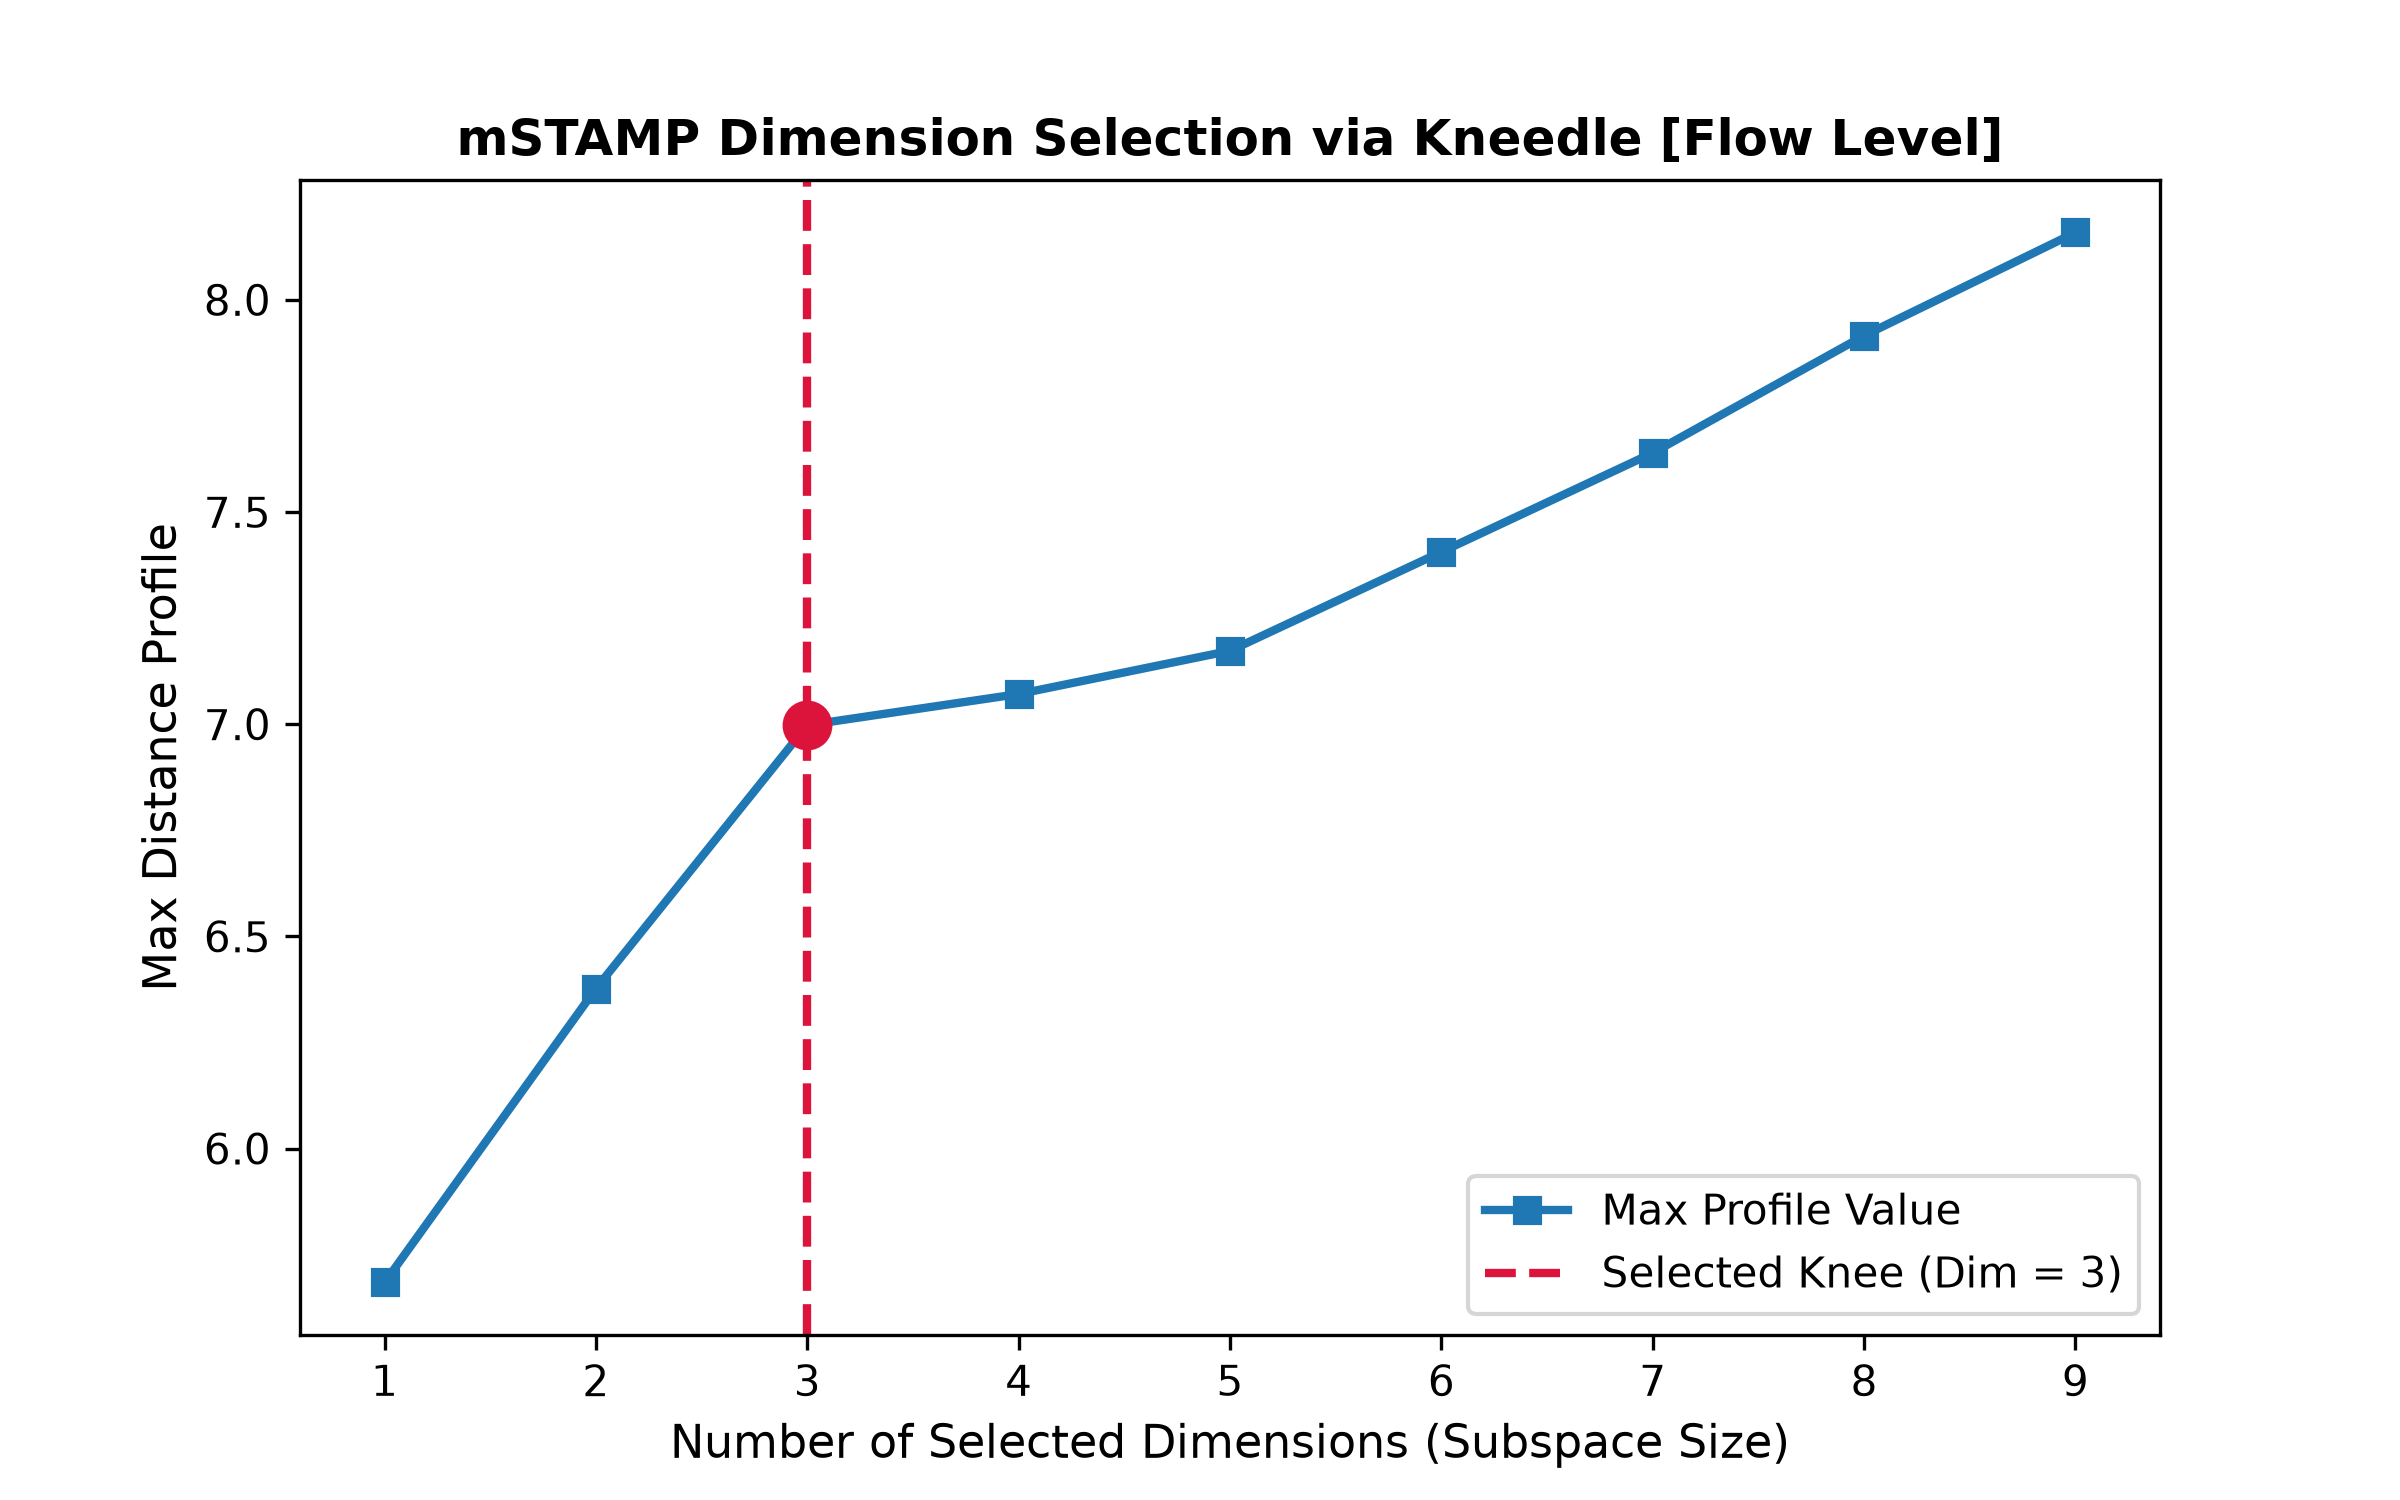 mSTAMP Dimension Selection via Kneedle [Flow Level]
Max Distance Profile
8.0
7.5
7.0
6.5
6.0
Max Profile Value
Selected Knee (Dim = 3)
1 2 3 4 5 6 7 8 9
Number of Selected Dimensions (Subspace Size)